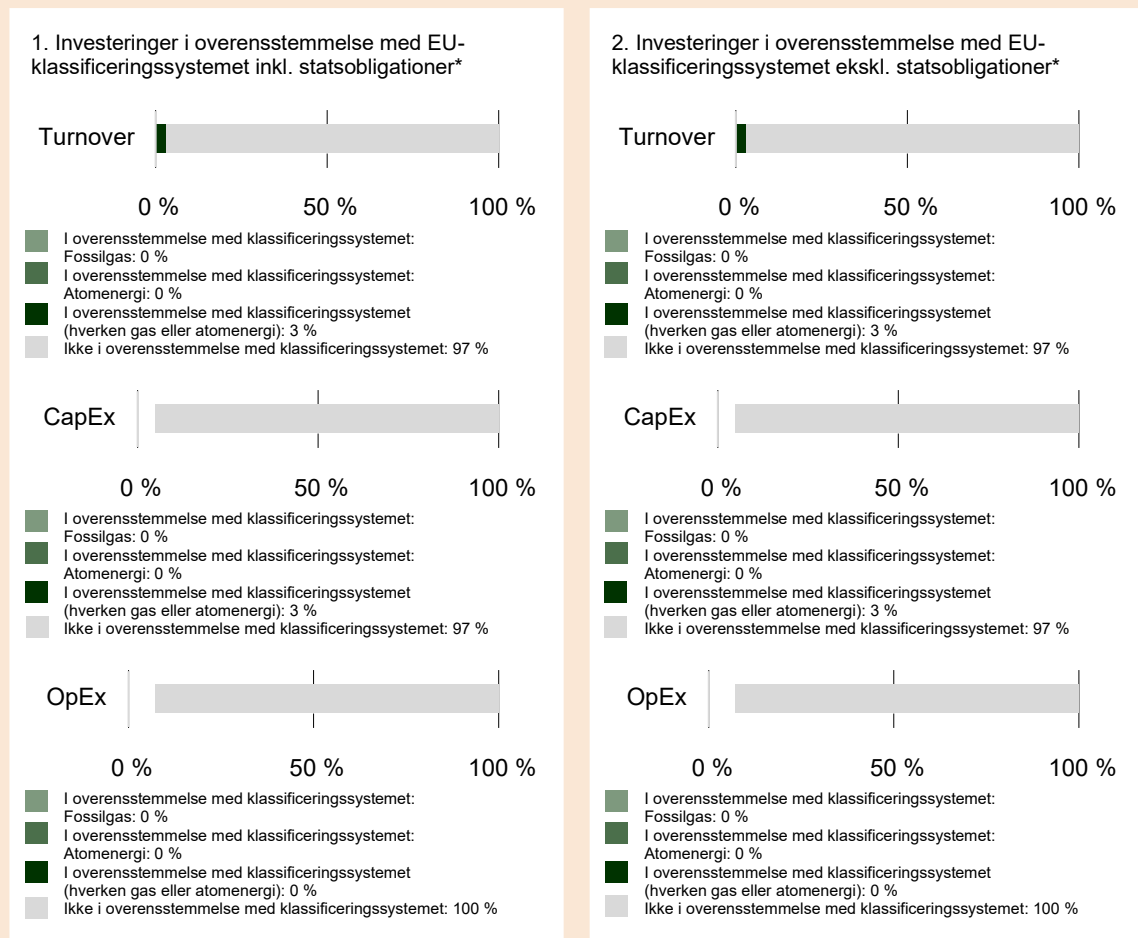 1. Investeringer i overensstemmelse med EU-
klassificeringssystemet inkl. statsobligationer*
Turnover
0 % 50 % 100 %
I overensstemmelse med klassificeringssystemet:
Fossilgas: 0 %
I overensstemmelse med klassificeringssystemet:
Atomenergi: 0 %
I overensstemmelse med klassificeringssystemet
(hverken gas eller atomenergi): 3 %
Ikke i overensstemmelse med klassificeringssystemet: 97 %
CapEx
0 % 50 % 100 %
I overensstemmelse med klassificeringssystemet:
Fossilgas: 0 %
I overensstemmelse med klassificeringssystemet:
Atomenergi: 0 %
I overensstemmelse med klassificeringssystemet
(hverken gas eller atomenergi): 3 %
Ikke i overensstemmelse med klassificeringssystemet: 97 %
OpEx
0 % 50 % 100 %
I overensstemmelse med klassificeringssystemet:
Fossilgas: 0 %
I overensstemmelse med klassificeringssystemet:
Atomenergi: 0 %
I overensstemmelse med klassificeringssystemet
(hverken gas eller atomenergi): 0 %
Ikke i overensstemmelse med klassificeringssystemet: 100 %
2. Investeringer i overensstemmelse med EU-
klassificeringssystemet ekskl. statsobligationer*
Turnover
0 % 50 % 100 %
I overensstemmelse med klassificeringssystemet:
Fossilgas: 0 %
I overensstemmelse med klassificeringssystemet:
Atomenergi: 0 %
I overensstemmelse med klassificeringssystemet
(hverken gas eller atomenergi): 3 %
Ikke i overensstemmelse med klassificeringssystemet: 97 %
CapEx
0 % 50 % 100 %
I overensstemmelse med klassificeringssystemet:
Fossilgas: 0 %
I overensstemmelse med klassificeringssystemet:
Atomenergi: 0 %
I overensstemmelse med klassificeringssystemet
(hverken gas eller atomenergi): 3 %
Ikke i overensstemmelse med klassificeringssystemet: 97 %
OpEx
0 % 50 % 100 %
I overensstemmelse med klassificeringssystemet:
Fossilgas: 0 %
I overensstemmelse med klassificeringssystemet:
Atomenergi: 0 %
I overensstemmelse med klassificeringssystemet
(hverken gas eller atomenergi): 0 %
Ikke i overensstemmelse med klassificeringssystemet: 100 %